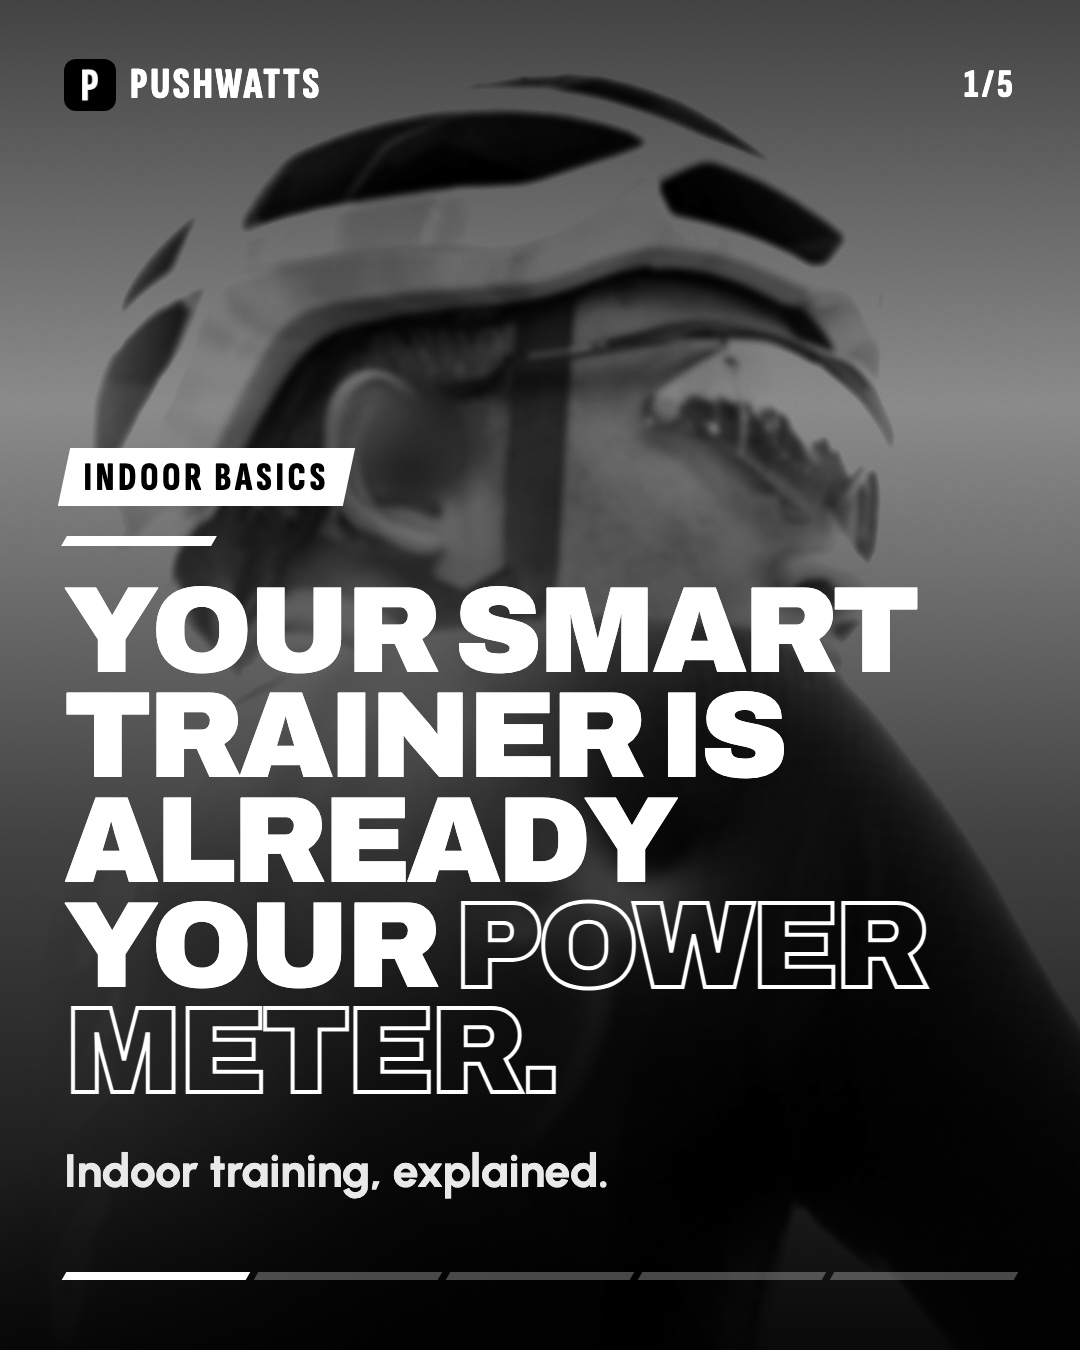 P PUSHWATTS
1/5
INDOOR BASICS
YOUR SMART
TRAINER IS
ALREADY
YOUR POWER
METER.
Indoor training, explained.